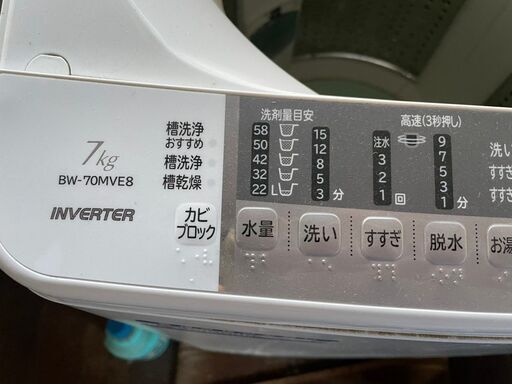 7kg
BW-70MVE8
INVERTER
槽洗浄
おすすめ
槽洗浄
槽乾燥
カビ
ブロック
洗剤量目安
58
50
42
32
22 L
水量
15
12
8
5
3 分
洗い
注水
3
2
1 回
すすぎ
高速(3秒押し)
9
7
5
3
1 分
脱水
洗い
すすぎ
すすぎ
お湯